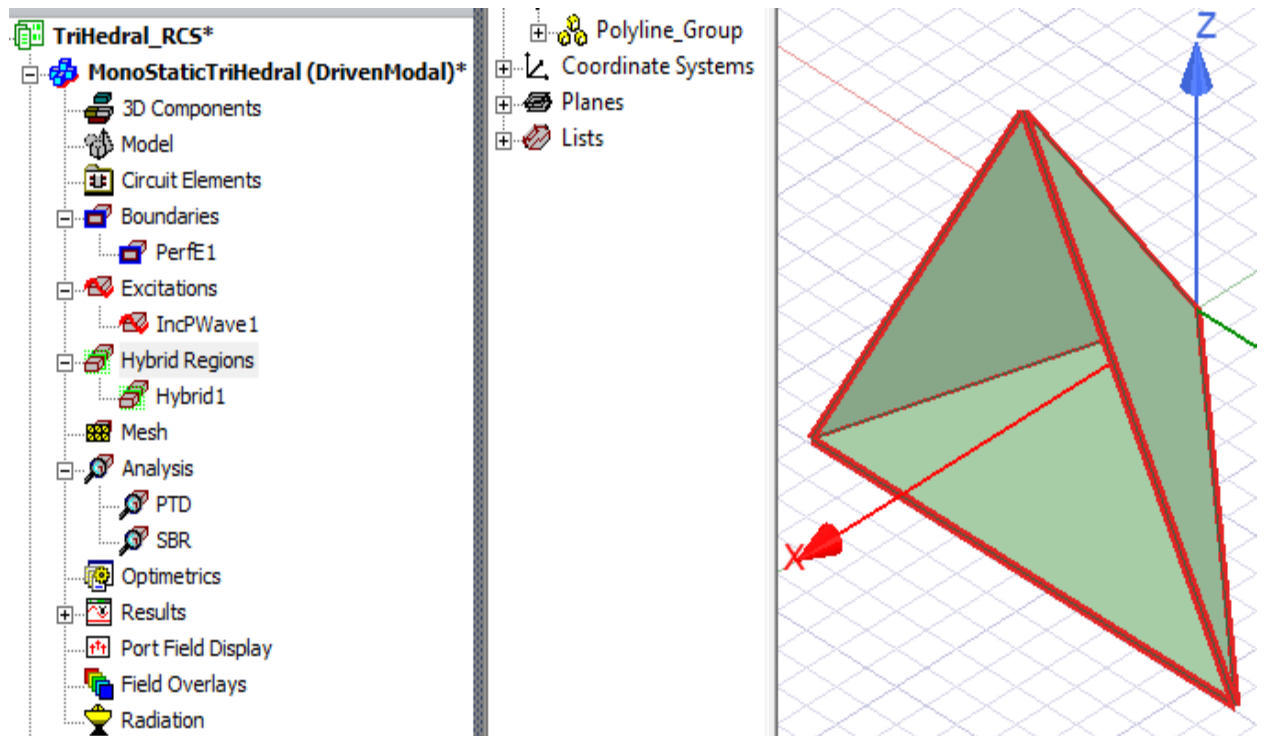 TriHedral_RCS*
MonoStaticTriHedral (DrivenModal)*
3D Components
Model
Circuit Elements
Boundaries
PerfE1
Excitations
IncPWave1
Hybrid Regions
Hybrid1
Mesh
Analysis
PTD
SBR
Optimetrics
Results
Port Field Display
Field Overlays
Radiation
Polyline_Group
Coordinate Systems
Planes
Lists
Z
X